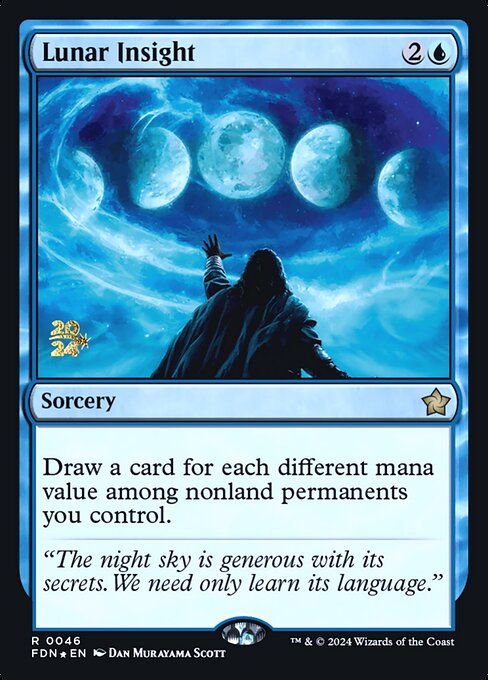 Lunar Insight 2
2024
Sorcery
Draw a card for each different mana
value among nonland permanents
you control.
“The night sky is generous with its
secrets. We need only learn its language.”
R 0046
FDN★EN Dan Murayama Scott
™ & © 2024 Wizards of the Coast